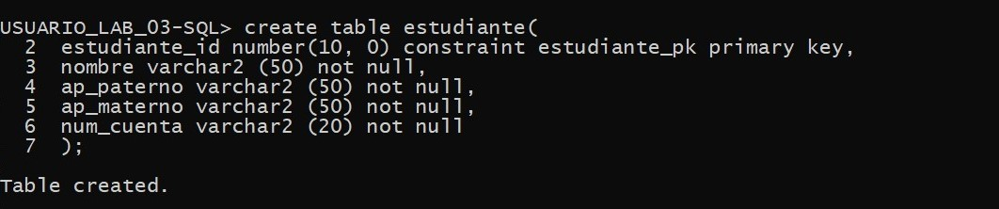 USUARIO_LAB_03-SQL> create table estudiante(
2 estudiante_id number(10, 0) constraint estudiante_pk primary key,
3 nombre varchar2 (50) not null,
4 ap_paterno varchar2 (50) not null,
5 ap_materno varchar2 (50) not null,
6 num_cuenta varchar2 (20) not null
7 );
Table created.